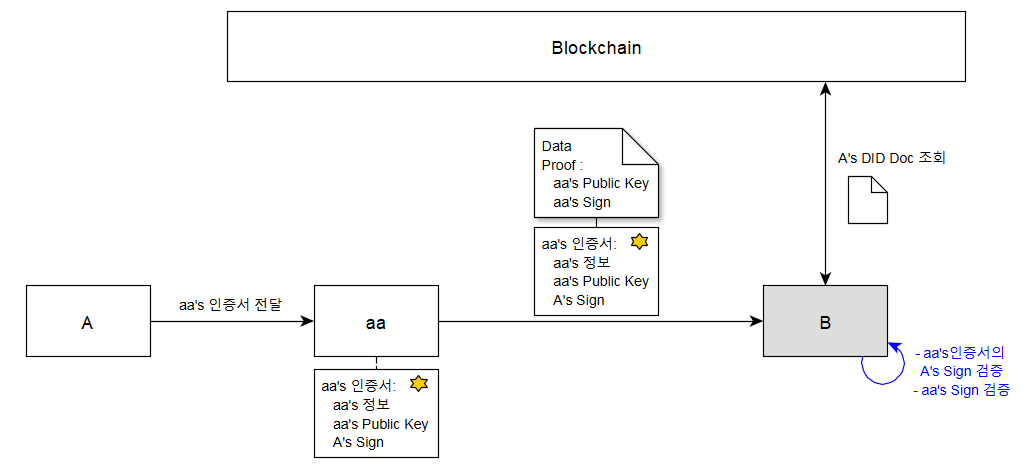 Blockchain
Data
Proof :
aa's Public Key
aa's Sign
A's DID Doc 조회
aa's 인증서:
aa's 정보
aa's Public Key
A's Sign
A
aa's 인증서 전달
aa
B
- aa's인증서의
A's Sign 검증
- aa's Sign 검증
aa's 인증서:
aa's 정보
aa's Public Key
A's Sign